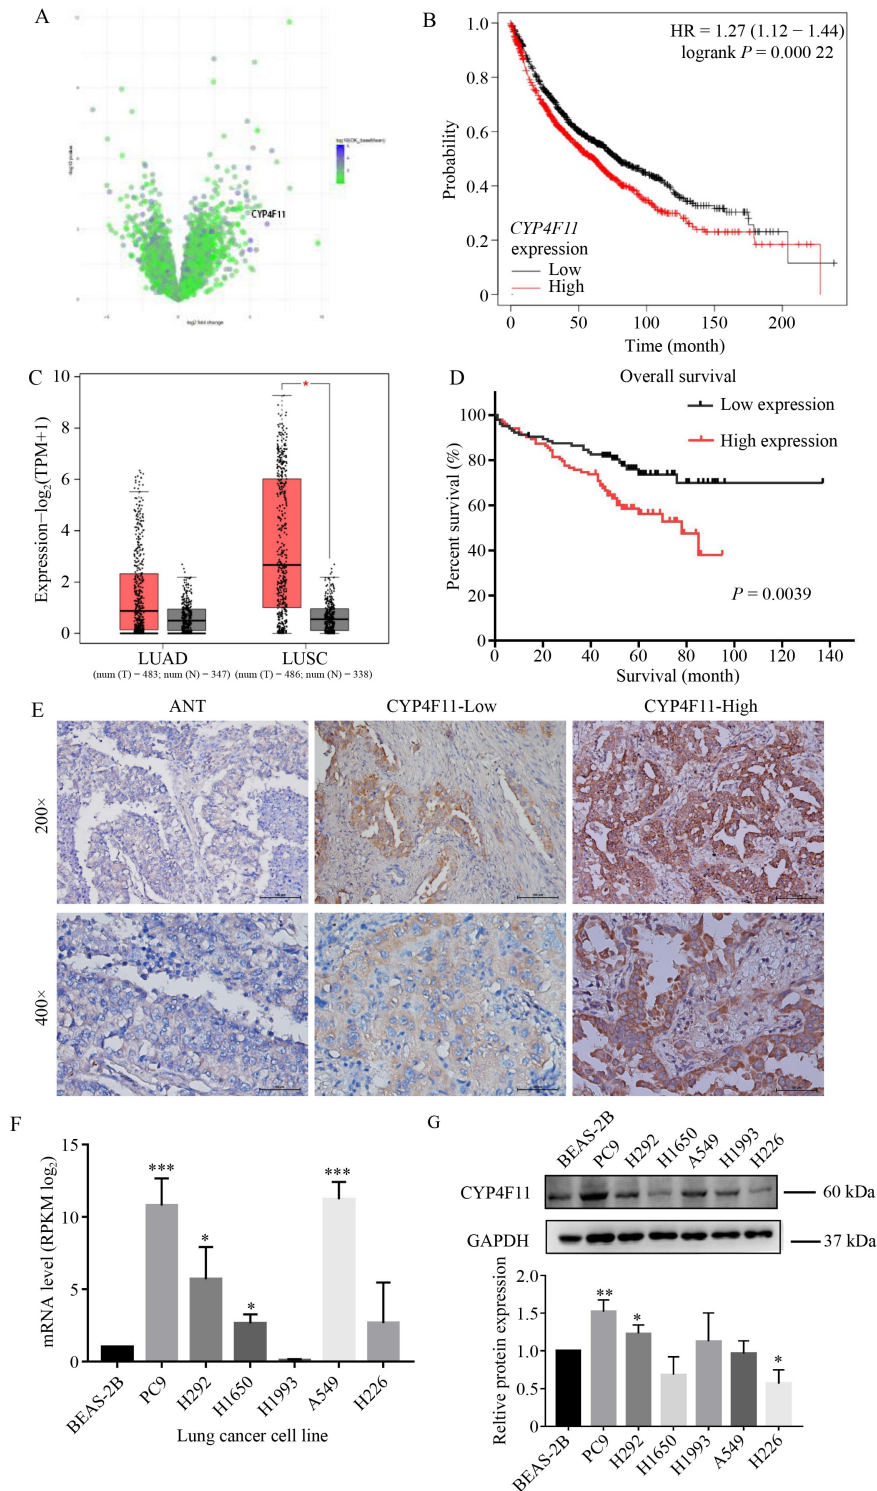 A
CYP4F11
log2 fold change
B
HR = 1.27 (1.12 − 1.44)
logrank P = 0.000 22
Probability
1.0
0.8
0.6
0.4
0.2
0
CYP4F11
expression
Low
High
0 50 100 150 200
Time (month)
C
Expression−log2(TPM+1)
10
8
6
4
2
0
*
LUAD LUSC
(num (T) − 483; num (N) − 347) (num (T) − 486; num (N) − 338)
D
Overall survival
Low expression
High expression
Percent survival (%)
100
80
60
40
20
0
P = 0.0039
0 20 40 60 80 100 120 140
Survival (month)
E
ANT CYP4F11-Low CYP4F11-High
200×
400×
F
mRNA level (RPKM log2)
15
10
5
0
*** * * ***
BEAS-2B PC9 H292 H1650 H1993 A549 H226
Lung cancer cell line
G
BEAS-2B PC9 H292 H1650 A549 H1993 H226
CYP4F11 60 kDa
GAPDH 37 kDa
Reltive protein expression
2.0
1.5
1.0
0.5
0
** * *
BEAS-2B PC9 H292 H1650 H1993 A549 H226